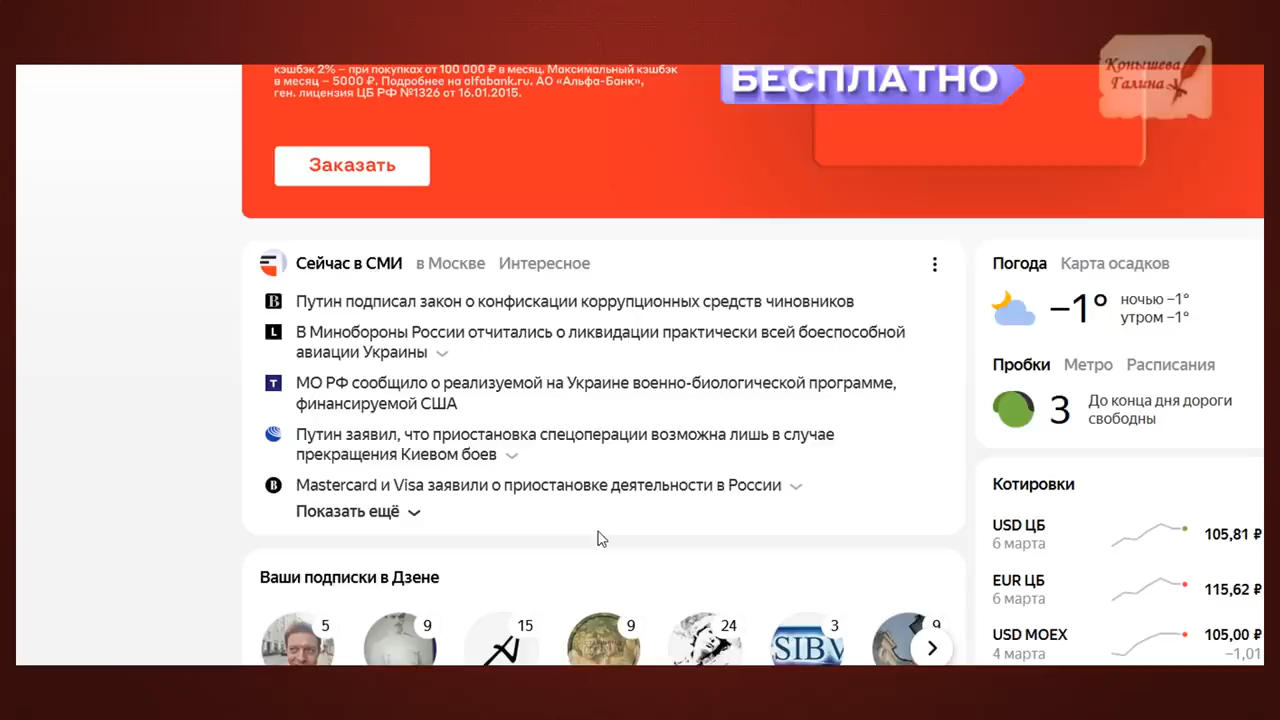 кэшбэк 2% – при покупках от 100 000 ₽ в месяц. Максимальный кэшбэк
в месяц – 5000 ₽. Подробнее на alfabank.ru. АО «Альфа-Банк»,
ген. лицензия ЦБ РФ №1326 от 16.01.2015.
БЕСПЛАТНО
Конышева
Галина
Заказать
Сейчас в СМИ в Москве Интересное
Путин подписал закон о конфискации коррупционных средств чиновников
В Минобороны России отчитались о ликвидации практически всей боеспособной
авиации Украины
МО РФ сообщило о реализуемой на Украине военно-биологической программе,
финансируемой США
Путин заявил, что приостановка спецоперации возможна лишь в случае
прекращения Киевом боев
Mastercard и Visa заявили о приостановке деятельности в России
Показать ещё
Погода Карта осадков
−1° ночью −1°
утром −1°
Пробки Метро Расписания
3 До конца дня дороги
свободны
Котировки
USD ЦБ 105,81 ₽
6 марта
EUR ЦБ 115,62 ₽
6 марта
USD MOEX 105,00 ₽
4 марта −1,01
Ваши подписки в Дзене
5 9 15 9 24 3 9
SIBV